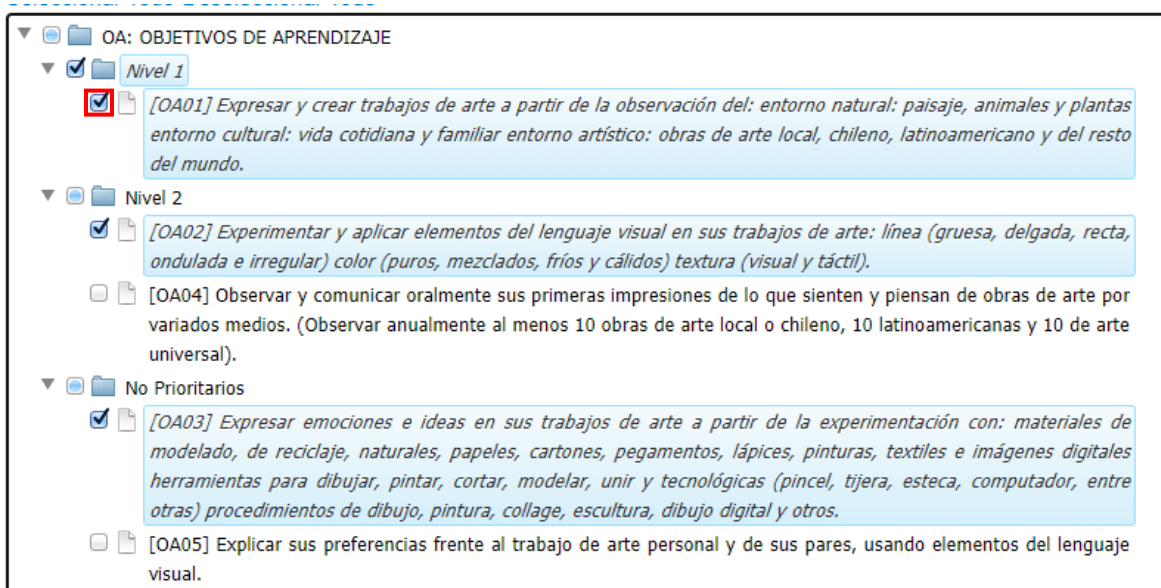 OA: OBJETIVOS DE APRENDIZAJE
Nivel 1
[OA01] Expresar y crear trabajos de arte a partir de la observación del: entorno natural: paisaje, animales y plantas
entorno cultural: vida cotidiana y familiar entorno artístico: obras de arte local, chileno, latinoamericano y del resto
del mundo.
Nivel 2
[OA02] Experimentar y aplicar elementos del lenguaje visual en sus trabajos de arte: línea (gruesa, delgada, recta,
ondulada e irregular) color (puros, mezclados, fríos y cálidos) textura (visual y táctil).
[OA04] Observar y comunicar oralmente sus primeras impresiones de lo que sienten y piensan de obras de arte por
variados medios. (Observar anualmente al menos 10 obras de arte local o chileno, 10 latinoamericanas y 10 de arte
universal).
No Prioritarios
[OA03] Expresar emociones e ideas en sus trabajos de arte a partir de la experimentación con: materiales de
modelado, de reciclaje, naturales, papeles, cartones, pegamentos, lápices, pinturas, textiles e imágenes digitales
herramientas para dibujar, pintar, cortar, modelar, unir y tecnológicas (pincel, tijera, esteca, computador, entre
otras) procedimientos de dibujo, pintura, collage, escultura, dibujo digital y otros.
[OA05] Explicar sus preferencias frente al trabajo de arte personal y de sus pares, usando elementos del lenguaje
visual.